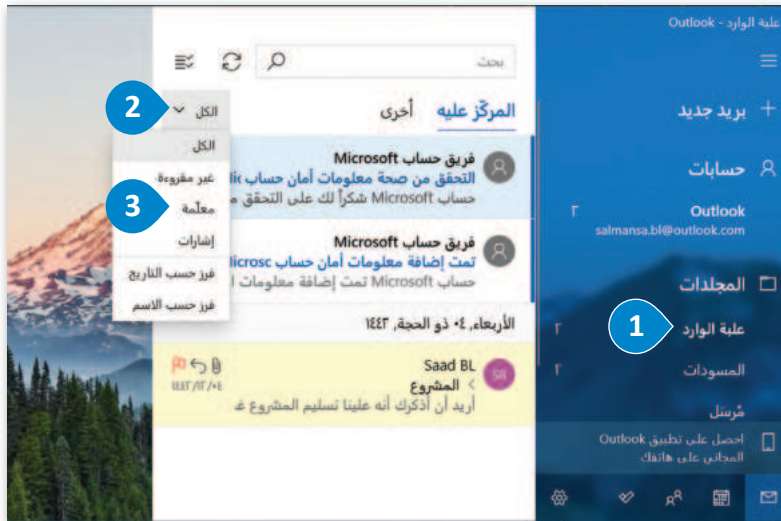 علبة الوارد - Outlook
بريد جديد
حسابات
Outlook ٢
salmansa.bl@outlook.com
المجلدات
علبة الوارد ٢
1
المسودات ٢
مُرسَل
احصل على تطبيق Outlook
المجاني على هاتفك
بحث
المركّز عليه أخرى
الكل
2
فريق حساب Microsoft
التحقق من صحة معلومات أمان حساب
حساب Microsoft شكراً لك على التحقق
فريق حساب Microsoft
تمت إضافة معلومات أمان حساب Microsc
حساب Microsoft تمت إضافة معلومات
الأربعاء, ٠٤ ذو الحجة, ١٤٤٣
SB
Saad BL
المشروع
٠٤/١٢/١٤٤٣
أريد أن أذكرك أنه علينا تسليم المشروع
الكل
غير مقروءة
معلّمة
3
إشارات
فرز حسب التاريخ
فرز حسب الاسم